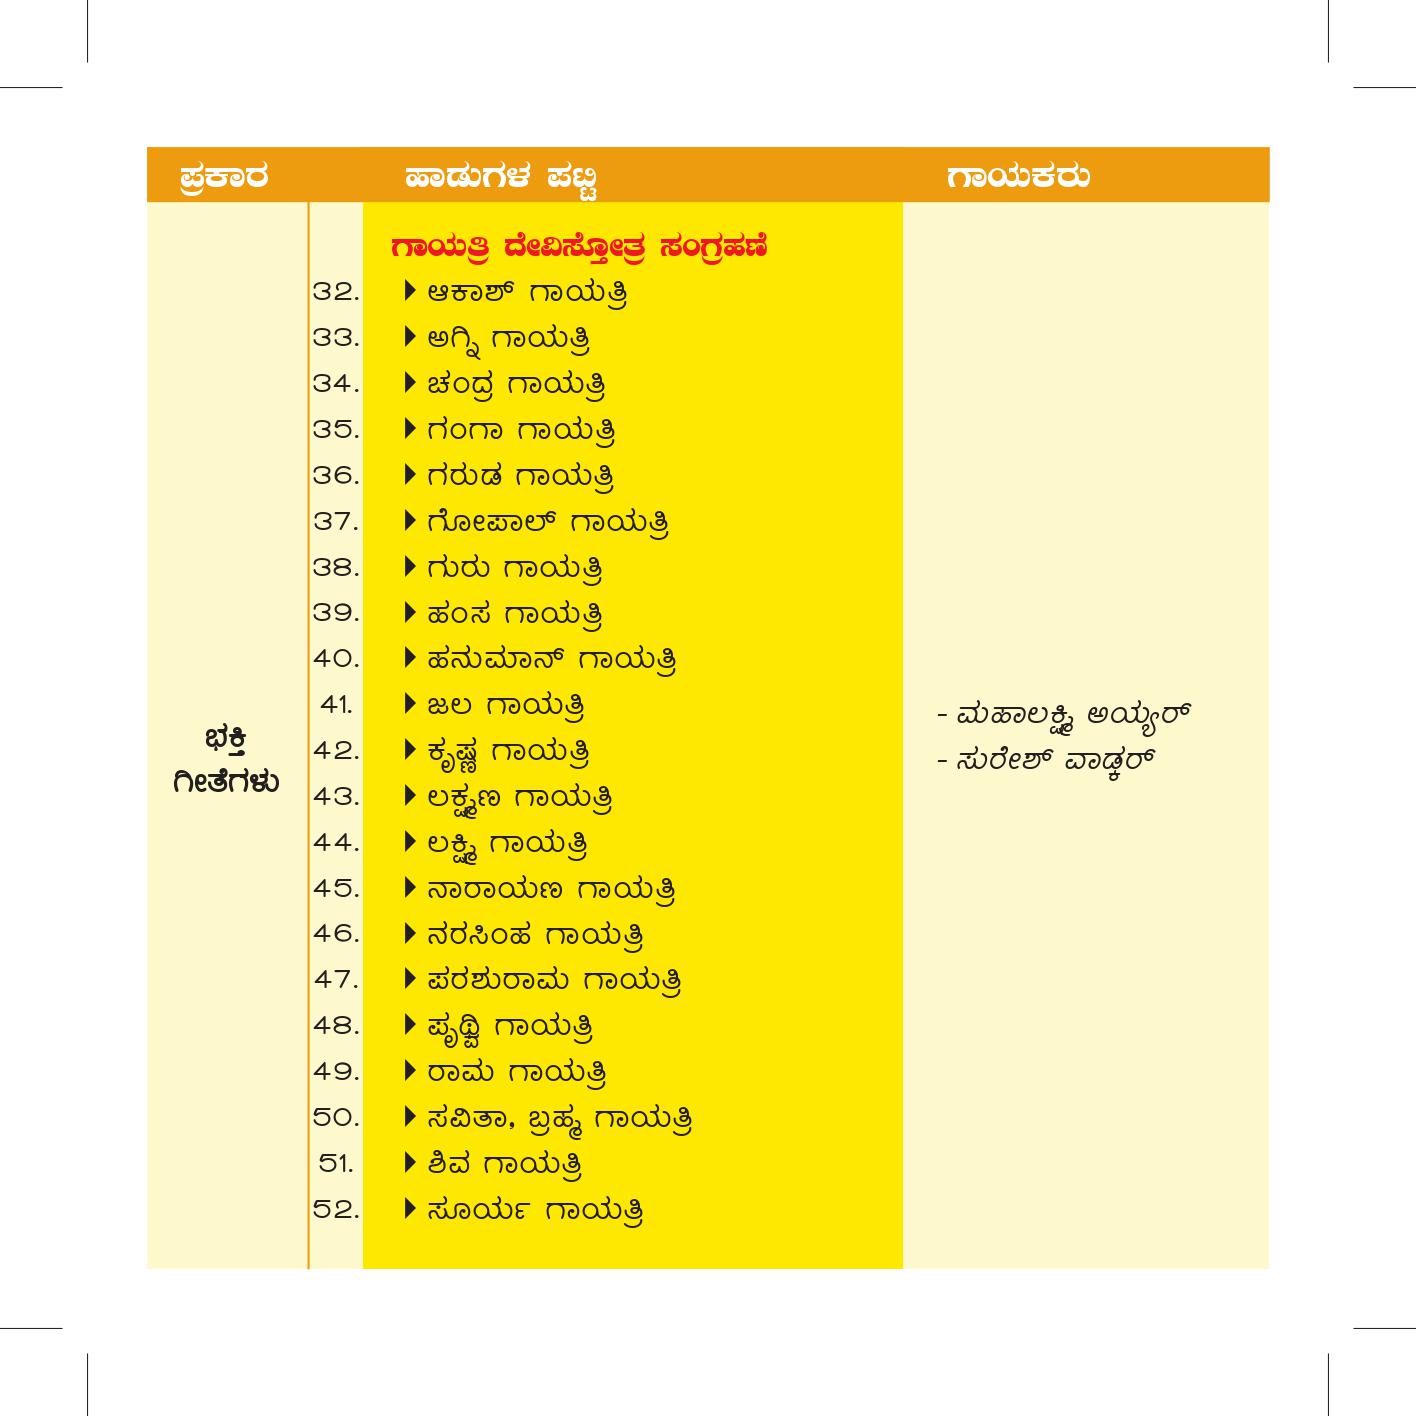 ಪ್ರಕಾರ ಹಾಡುಗಳ ಪಟ್ಟಿ ಗಾಯಕರು
ಗಾಯತ್ರಿ ದೇವಿಸ್ತೋತ್ರ ಸಂಗ್ರಹಣೆ
32. ಆಕಾಶ್ ಗಾಯತ್ರಿ
33. ಅಗ್ನಿ ಗಾಯತ್ರಿ
34. ಚಂದ್ರ ಗಾಯತ್ರಿ
35. ಗಂಗಾ ಗಾಯತ್ರಿ
36. ಗರುಡ ಗಾಯತ್ರಿ
37. ಗೋಪಾಲ್ ಗಾಯತ್ರಿ
38. ಗುರು ಗಾಯತ್ರಿ
39. ಹಂಸ ಗಾಯತ್ರಿ
40. ಹನುಮಾನ್ ಗಾಯತ್ರಿ
41. ಜಲ ಗಾಯತ್ರಿ
42. ಕೃಷ್ಣ ಗಾಯತ್ರಿ
43. ಲಕ್ಷ್ಮಣ ಗಾಯತ್ರಿ
44. ಲಕ್ಷ್ಮಿ ಗಾಯತ್ರಿ
45. ನಾರಾಯಣ ಗಾಯತ್ರಿ
46. ನರಸಿಂಹ ಗಾಯತ್ರಿ
47. ಪರಶುರಾಮ ಗಾಯತ್ರಿ
48. ಪೃಥ್ವಿ ಗಾಯತ್ರಿ
49. ರಾಮ ಗಾಯತ್ರಿ
50. ಸವಿತಾ, ಬ್ರಹ್ಮ ಗಾಯತ್ರಿ
51. ಶಿವ ಗಾಯತ್ರಿ
52. ಸೂರ್ಯ ಗಾಯತ್ರಿ
ಭಕ್ತಿ
ಗೀತೆಗಳು
- ಮಹಾಲಕ್ಷ್ಮಿ ಅಯ್ಯರ್
- ಸುರೇಶ್ ವಾಡ್ಕರ್